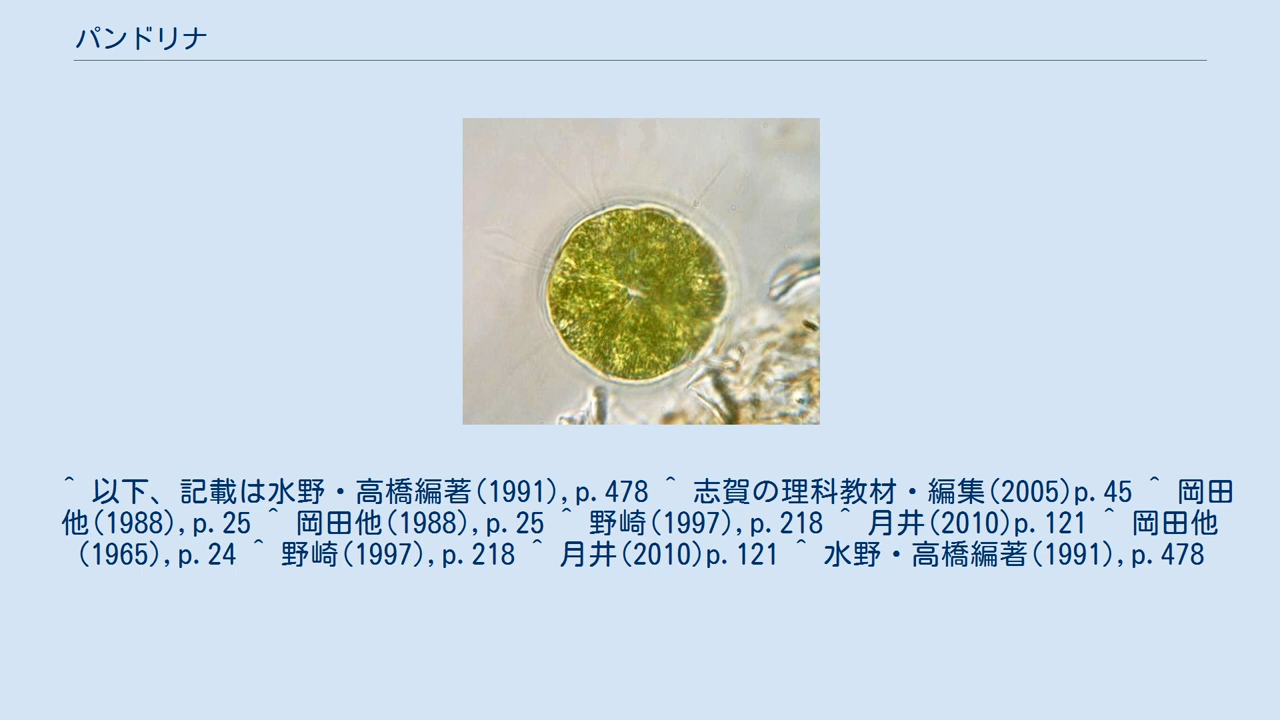 パンドリナ
^ 以下、記載は水野・高橋編著(1991),p.478 ^ 志賀の理科教材・編集(2005)p.45 ^ 岡田
他(1988),p.25 ^ 岡田他(1988),p.25 ^ 野崎(1997),p.218 ^ 月井(2010)p.121 ^ 岡田他
(1965),p.24 ^ 野崎(1997),p.218 ^ 月井(2010)p.121 ^ 水野・高橋編著(1991),p.478